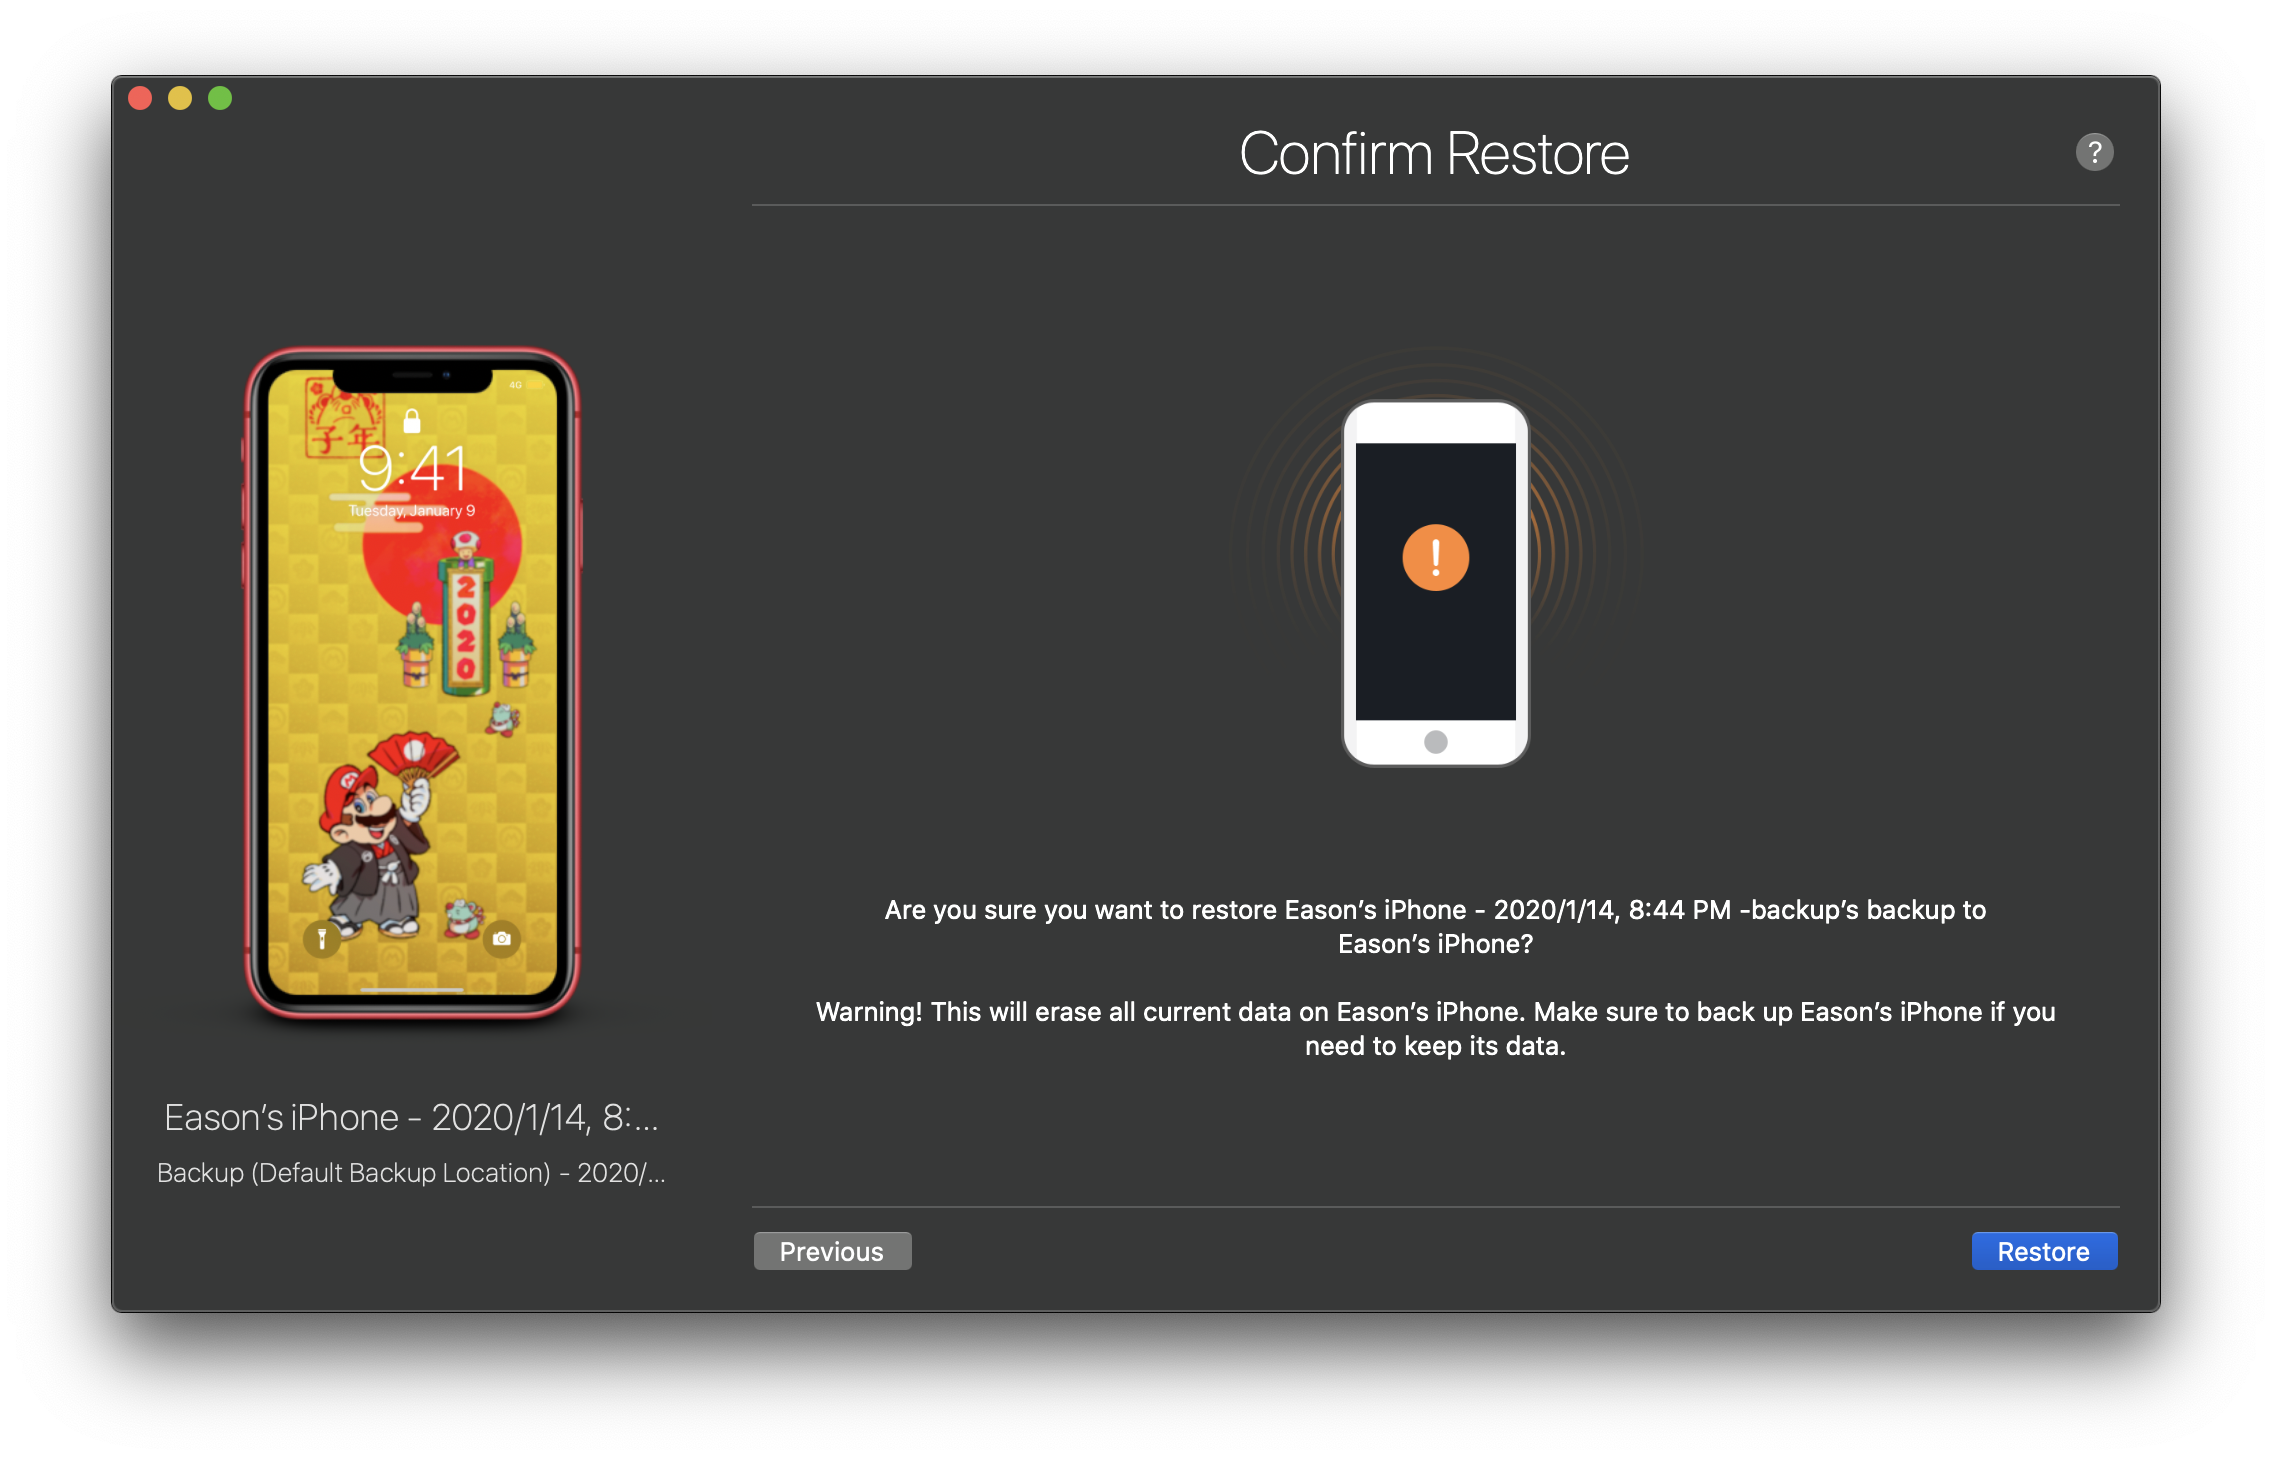 Confirm Restore
?
4G
子年
9:41
Tuesday, January 9
2020
Are you sure you want to restore Eason’s iPhone - 2020/1/14, 8:44 PM -backup’s backup to
Eason’s iPhone?
Warning! This will erase all current data on Eason’s iPhone. Make sure to back up Eason’s iPhone if you
need to keep its data.
Eason’s iPhone - 2020/1/14, 8:...
Backup (Default Backup Location) - 2020/...
Previous
Restore